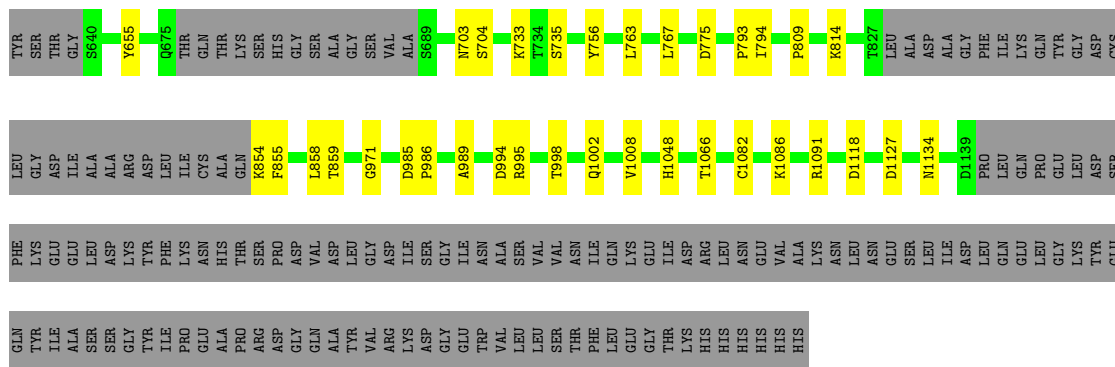 TYR SER THR GLY S640 Y655 Q675 THR GLN THR LYS SER HIS GLY SER ALA GLY SER VAL ALA S689 N703 S704 K733 T734 S735 Y756 L763 L767 D775 P793 I794 P809 K814 T827 LEU ALA ASP ALA GLY PHE ILE LYS GLN TYR GLY ASP CYS
LEU GLY ASP ILE ALA ALA ARG ASP LEU ILE CYS ALA GLN K854 F855 L858 T859 G971 D985 P986 A989 D994 R995 T998 Q1002 V1008 H1048 T1066 C1082 K1086 R1091 D1118 D1127 N1134 D1139 PRO LEU GLN PRO GLU LEU ASP SER
PHE LYS GLU GLU LEU ASP LYS TYR PHE LYS ASN HIS THR SER PRO ASP VAL ASP LEU GLY ASP ILE SER GLY ILE ASN ALA SER VAL VAL ASN ILE GLN LYS GLU ILE ASP ARG LEU ASN GLU VAL ALA LYS ASN LEU ASN GLU SER LEU ILE ASP LEU GLN GLU LEU GLY LYS TYR GLU
GLN TYR ILE ALA SER SER GLY TYR ILE PRO GLU ALA PRO ARG ASP GLY GLN ALA TYR VAL ARG LYS ASP GLY GLU TRP VAL LEU LEU SER THR PHE LEU GLU GLY THR LYS HIS HIS HIS HIS HIS HIS